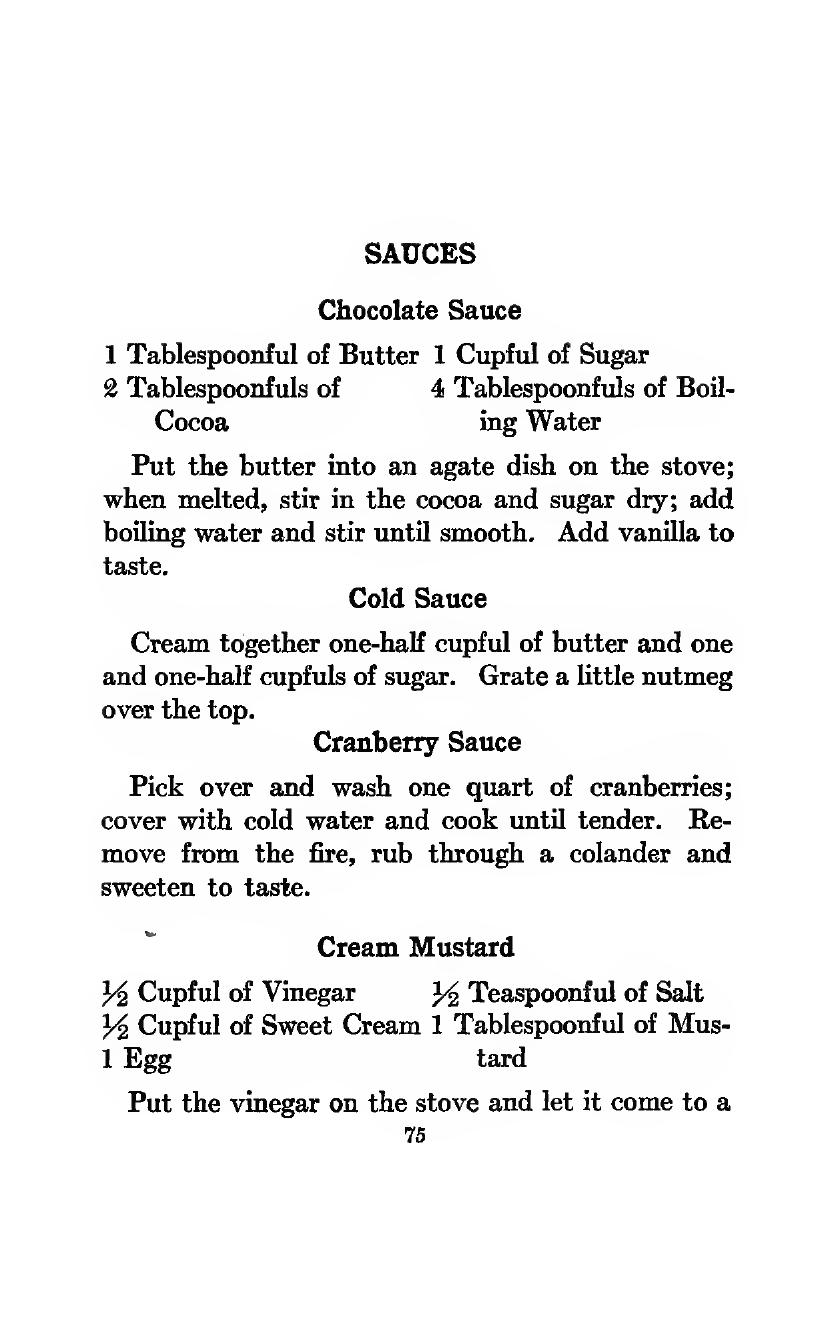 SAUCES
Chocolate Sauce
1 Tablespoonful of Butter 1 Cupful of Sugar
2 Tablespoonfuls of 4 Tablespoonfuls of Boil-
Cocoa ing Water
Put the butter into an agate dish on the stove;
when melted, stir in the cocoa and sugar dry; add
boiling water and stir until smooth. Add vanilla to
taste.
Cold Sauce
Cream together one-half cupful of butter and one
and one-half cupfuls of sugar. Grate a little nutmeg
over the top.
Cranberry Sauce
Pick over and wash one quart of cranberries;
cover with cold water and cook until tender. Re-
move from the fire, rub through a colander and
sweeten to taste.
Cream Mustard
½ Cupful of Vinegar ½ Teaspoonful of Salt
½ Cupful of Sweet Cream 1 Tablespoonful of Mus-
1 Egg tard
Put the vinegar on the stove and let it come to a
75